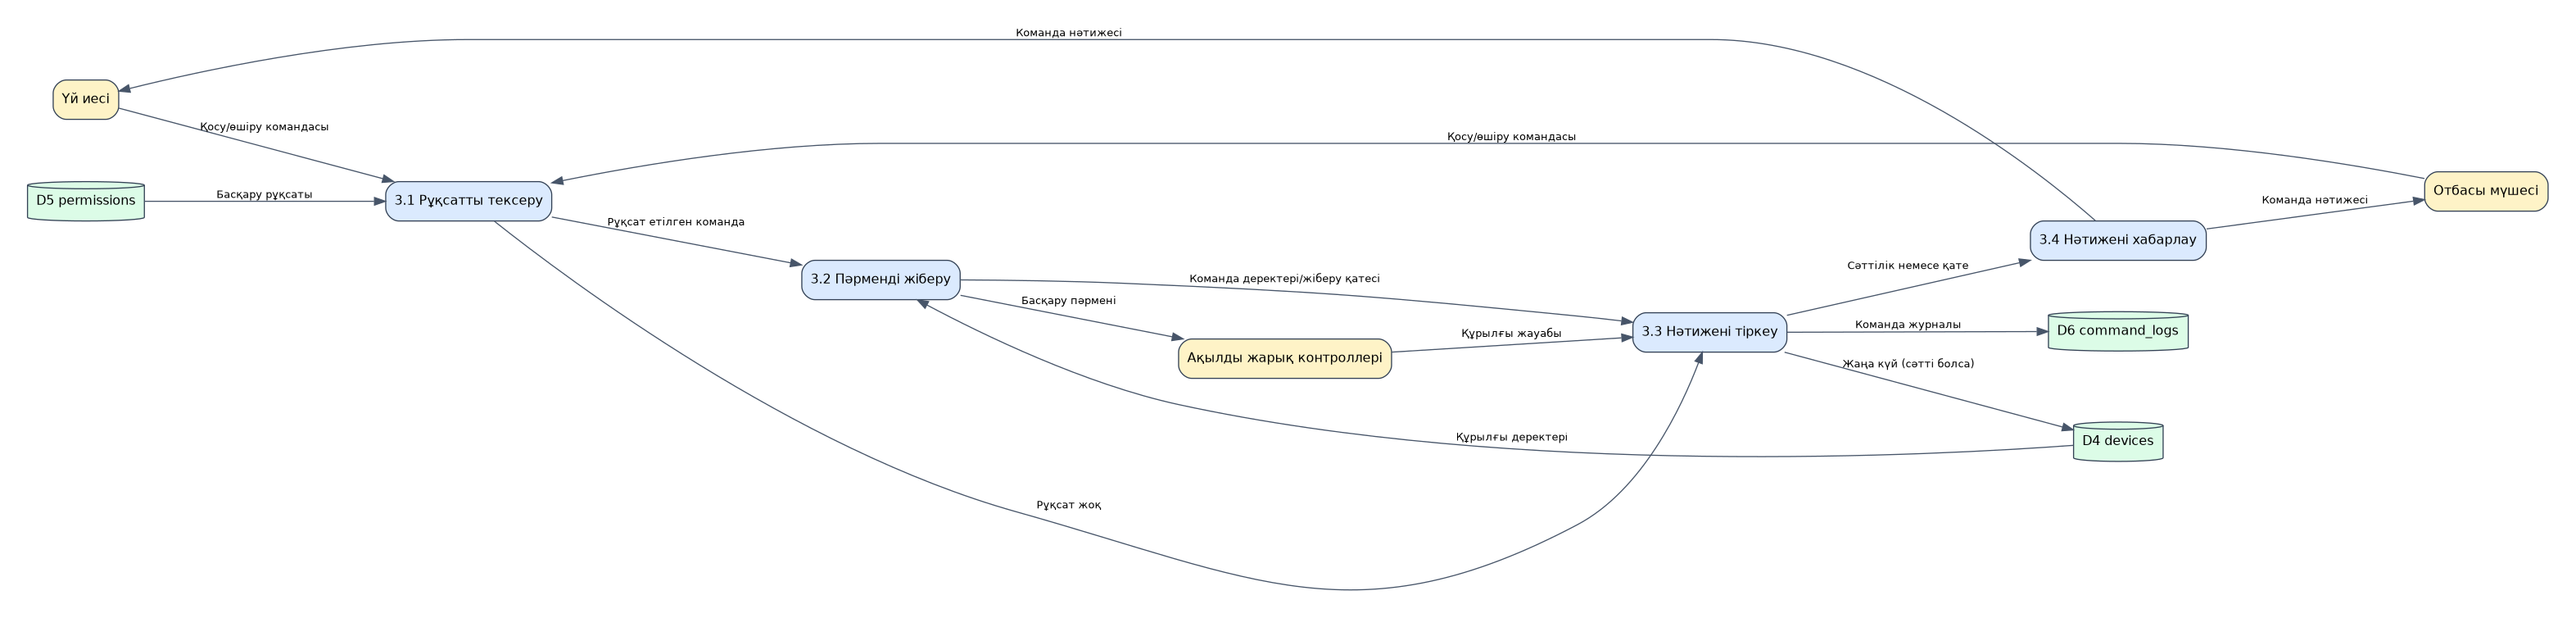 Команда нәтижесі
Үй иесі
Қосу/өшіру командасы
Қосу/өшіру командасы
D5 permissions
Басқару рұқсаты
3.1 Рұқсатты тексеру
Отбасы мүшесі
Команда нәтижесі
Рұқсат етілген команда
3.4 Нәтижені хабарлау
Сәттілік немесе қате
3.2 Пәрменді жіберу
Команда деректері/жіберу қатесі
Басқару пәрмені
Құрылғы жауабы
3.3 Нәтижені тіркеу
Команда журналы
D6 command_logs
Ақылды жарық контроллері
Жаңа күй (сәтті болса)
Құрылғы деректері
D4 devices
Рұқсат жоқ